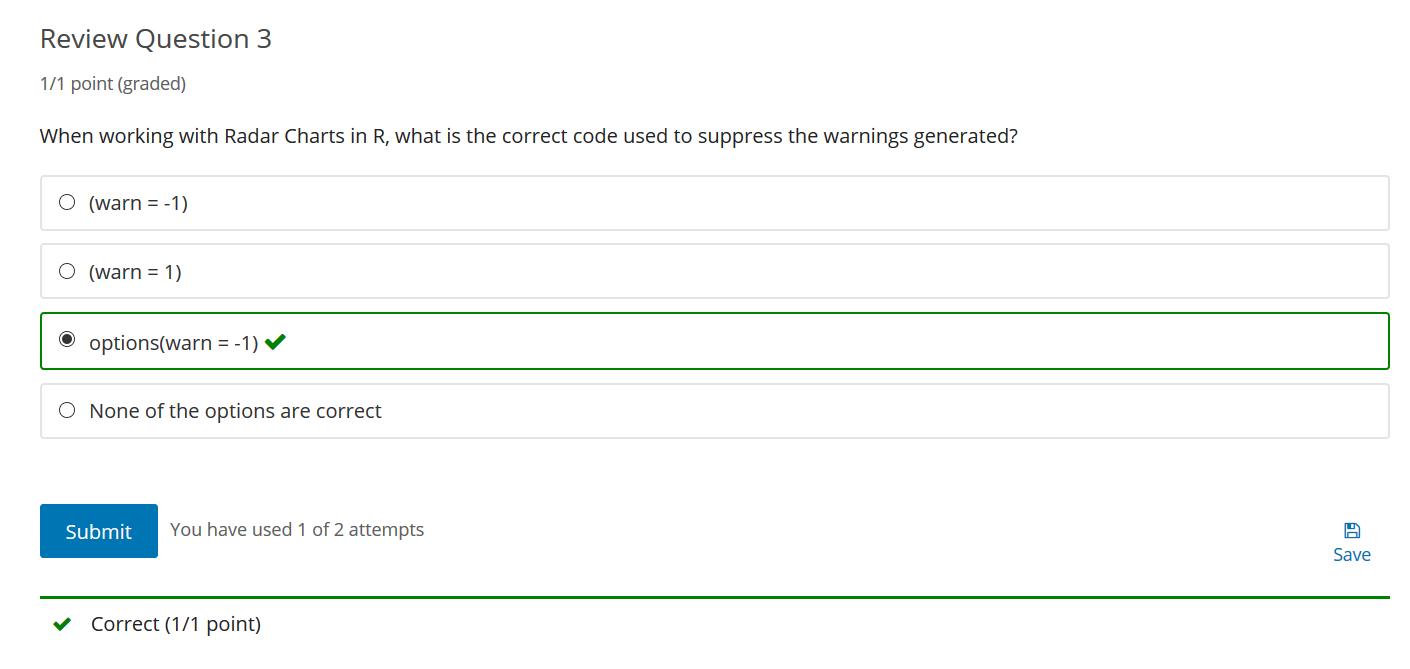 Review Question 3
1/1 point (graded)
When working with Radar Charts in R, what is the correct code used to suppress the warnings generated?
(warn = -1)
(warn = 1)
options(warn = -1)
None of the options are correct
Submit
You have used 1 of 2 attempts
Save
Correct (1/1 point)